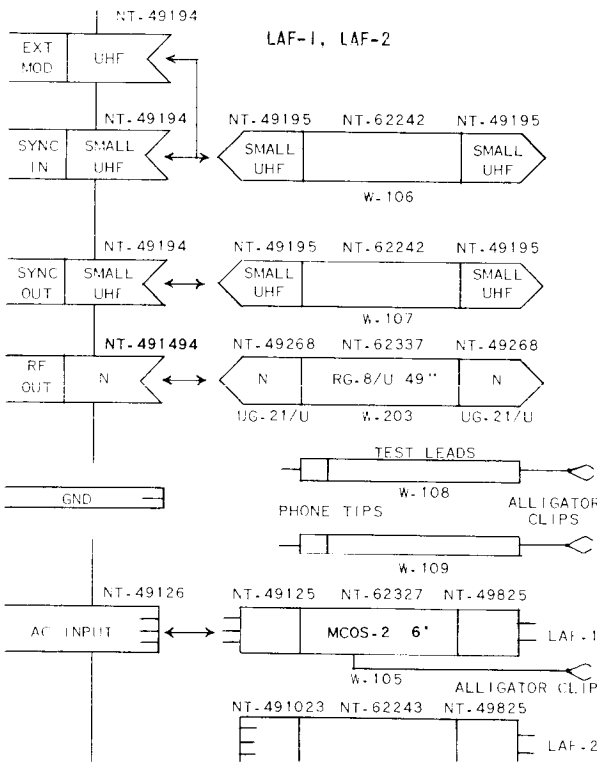 NT-49194
LAF-1, LAF-2
EXT MOD
UHF
NT-49194
NT-49195 NT-62242 NT-49195
SYNC IN
SMALL UHF
SMALL UHF
SMALL UHF
W-106
NT-49194
NT-49195 NT-62242 NT-49195
SYNC OUT
SMALL UHF
SMALL UHF
SMALL UHF
W-107
NT-491494
NT-49268 NT-62337 NT-49268
RF OUT
N
N
RG-8/U 49"
N
UG-21/U W-203 UG-21/U
TEST LEADS
W-108
GND
PHONE TIPS
ALLIGATOR CLIPS
W-109
NT-49126
NT-49125 NT-62327 NT-49825
AC INPUT
MCOS-2 6'
LAF-1
W-105
ALLIGATOR CLIP
NT-491023 NT-62243 NT-49825
LAF-2